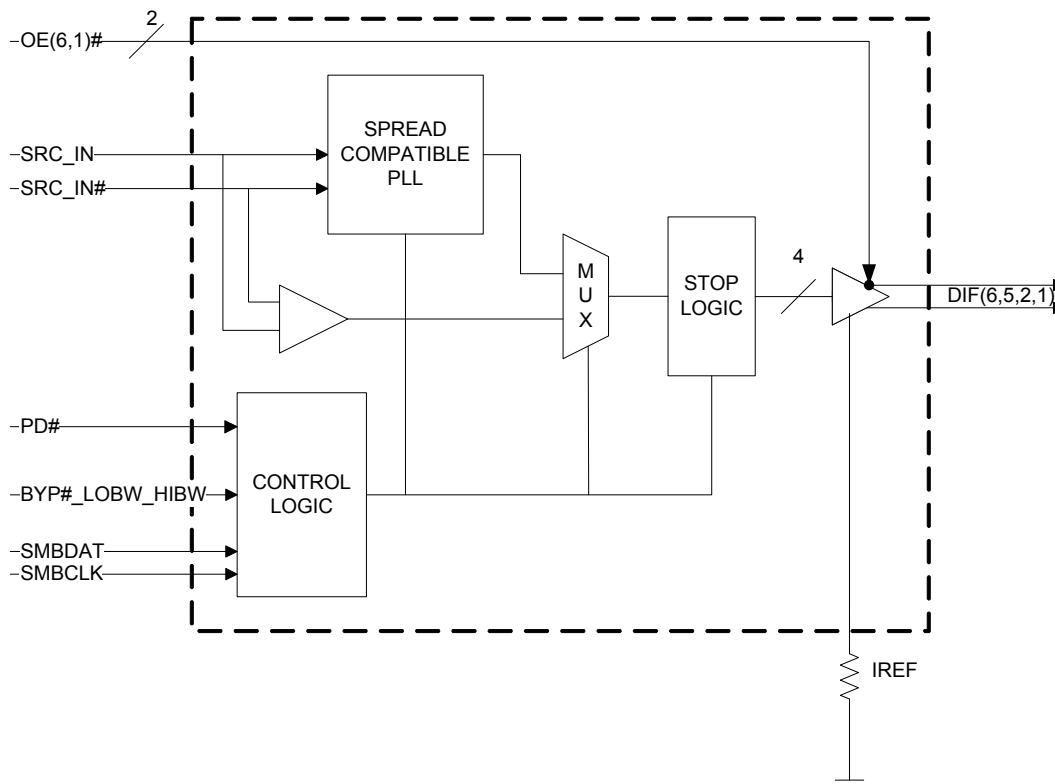 2
OE(6,1)#
SPREAD
COMPATIBLE
PLL
SRC_IN
SRC_IN#
M
U
X
STOP
LOGIC
4
DIF(6,5,2,1)
PD#
BYP#_LOBW_HIBW
CONTROL
LOGIC
SMBDAT
SMBCLK
IREF